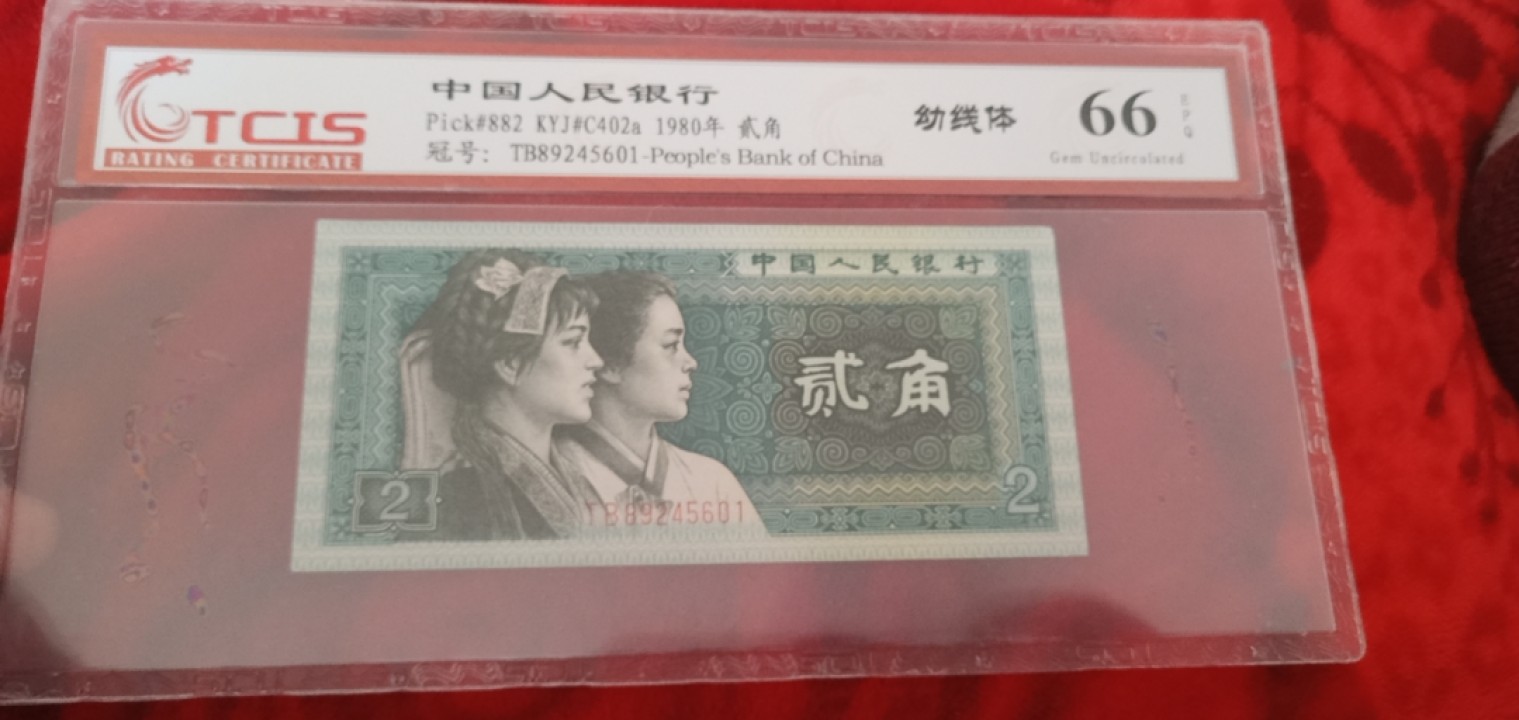 TCIS
RATING CERTIFICATE
中国人民银行
Pick#882 KYJ#C402a 1980年 贰角
冠号: TB89245601-People's Bank of China
幼线体
66
EPQ
Gem Uncirculated
中国人民银行
贰角
2
2
TB89245601